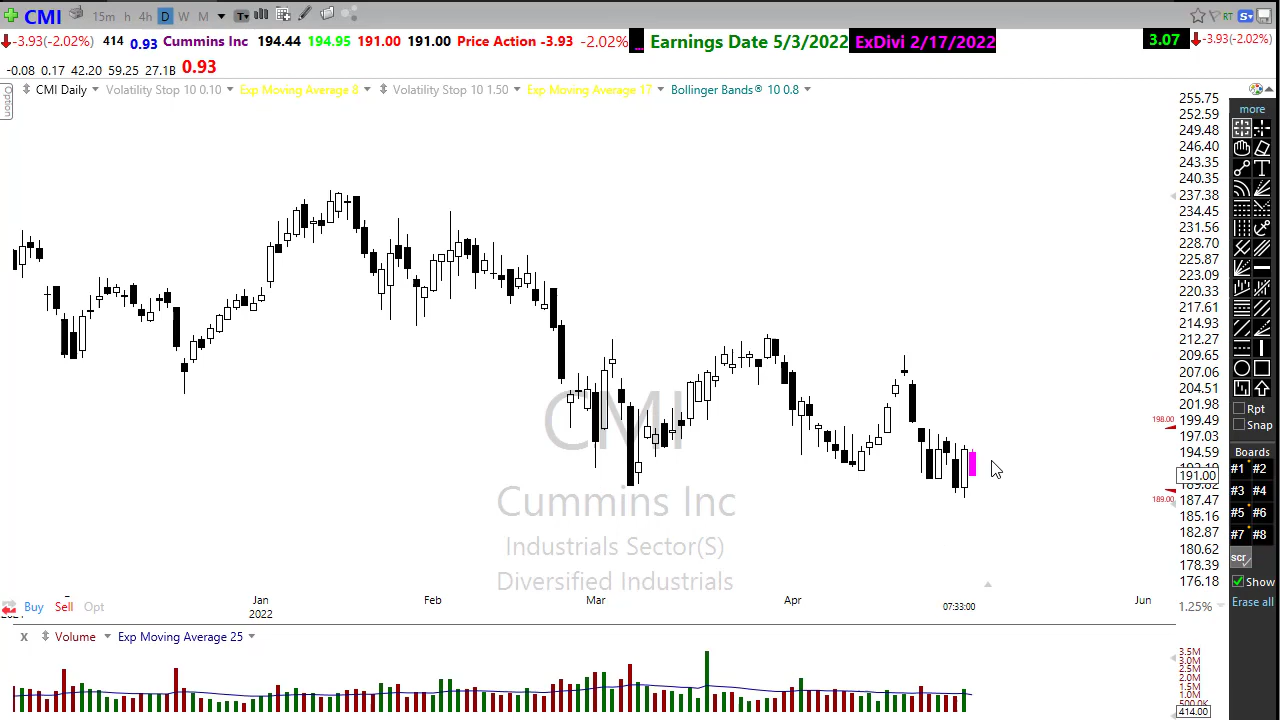 CMI 15m h 4h D W M T RT S
-3.93(-2.02%) 414 0.93 Cummins Inc 194.44 194.95 191.00 191.00 Price Action -3.93 -2.02% ... Earnings Date 5/3/2022 ExDivi 2/17/2022 3.07 -3.93(-2.02%)
-0.08 0.17 42.20 59.25 27.1B 0.93
Option
CMI Daily Volatility Stop 10 0.10 Exp Moving Average 8 Volatility Stop 10 1.50 Exp Moving Average 17 Bollinger Bands® 10 0.8
255.75
252.59
249.48
246.40
243.35
240.35
237.38
234.45
231.56
228.70
225.87
223.09
220.33
217.61
214.93
212.27
209.65
207.06
204.51
201.98
198.00 199.49
197.03
194.59
191.00
189.00 187.47
185.16
182.87
180.62
178.39
176.18
CMI
Cummins Inc
Industrials Sector(S)
Diversified Industrials
more
Rpt
Snap
Boards
#1 #2
#3 #4
#5 #6
#7 #8
scr
Show
Erase all
Buy Sell Opt
Jan Feb Mar Apr Jun
2022 07:33:00 1.25%
X Volume Exp Moving Average 25
3.5M
3.0M
2.5M
2.0M
1.5M
1.0M
500.0K
414.00